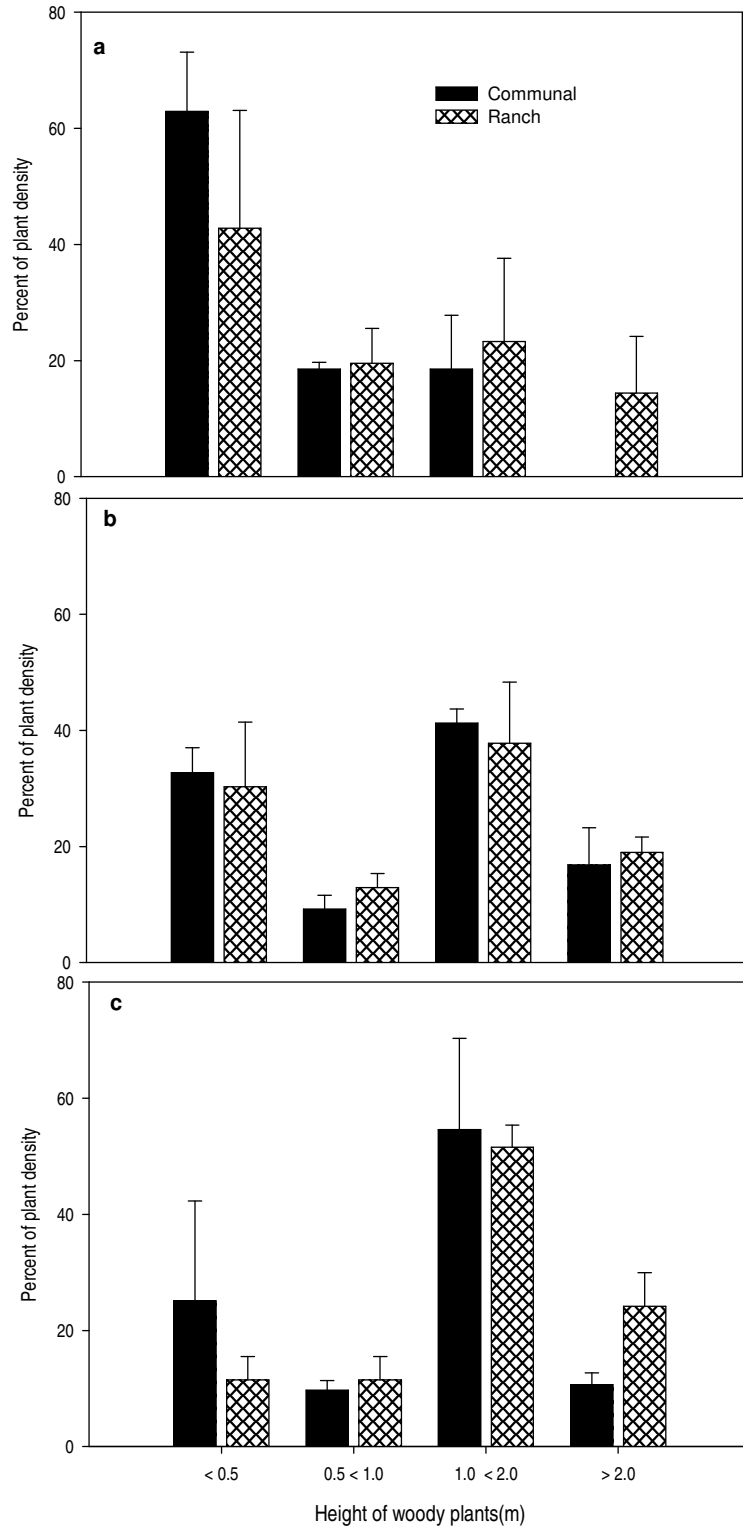 80
a
Communal
Ranch
60
40
20
0
Percent of plant density
80
b
60
40
20
0
Percent of plant density
80
c
60
40
20
0
Percent of plant density
< 0.5 0.5 < 1.0 1.0 < 2.0 > 2.0
Height of woody plants(m)